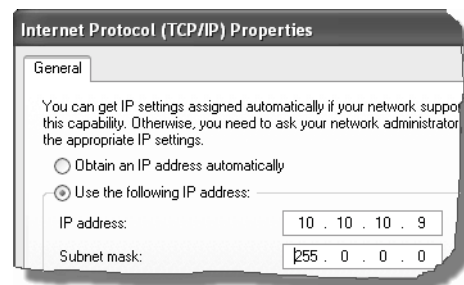 Internet Protocol (TCP/IP) Properties
General
You can get IP settings assigned automatically if your network
this capability. Otherwise, you need to ask your network administrator
the appropriate IP settings.
Obtain an IP address automatically
Use the following IP address:
IP address: 10 . 10 . 10 . 9
Subnet mask: 255 . 0 . 0 . 0